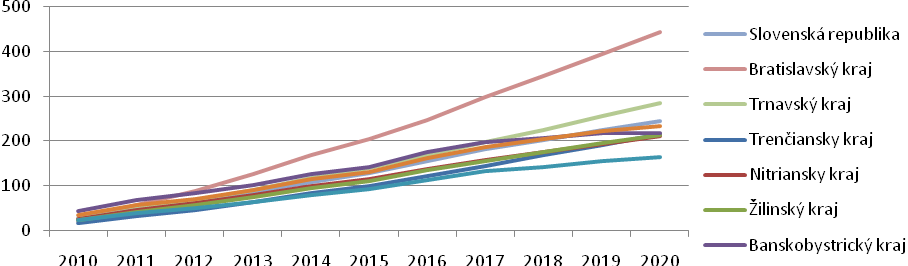 500
400
300
200
100
0
2010 2011 2012 2013 2014 2015 2016 2017 2018 2019 2020
Slovenská republika
Bratislavský kraj
Trnavský kraj
Trenčiansky kraj
Nitriansky kraj
Žilinský kraj
Banskobystrický kraj